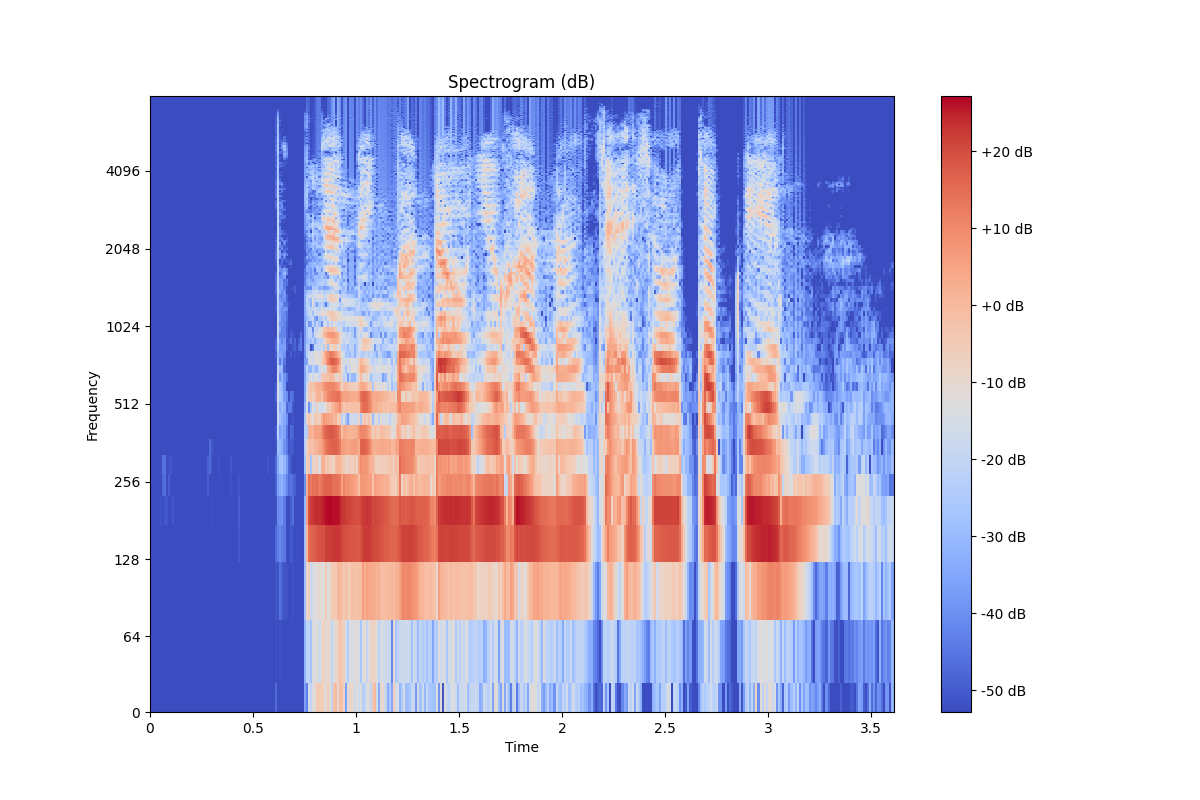 Spectrogram (dB)
Frequency
4096
2048
1024
512
256
128
64
0
0 0.5 1 1.5 2 2.5 3 3.5
Time
+20 dB
+10 dB
+0 dB
-10 dB
-20 dB
-30 dB
-40 dB
-50 dB